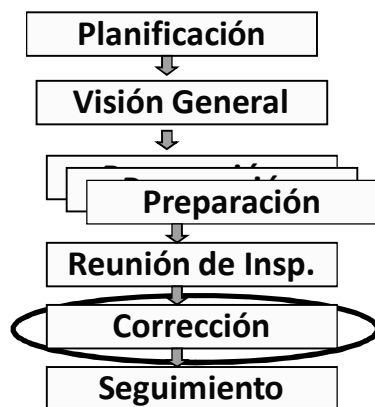 Planificación
Visión General
Preparación
Reunión de Insp.
Corrección
Seguimiento